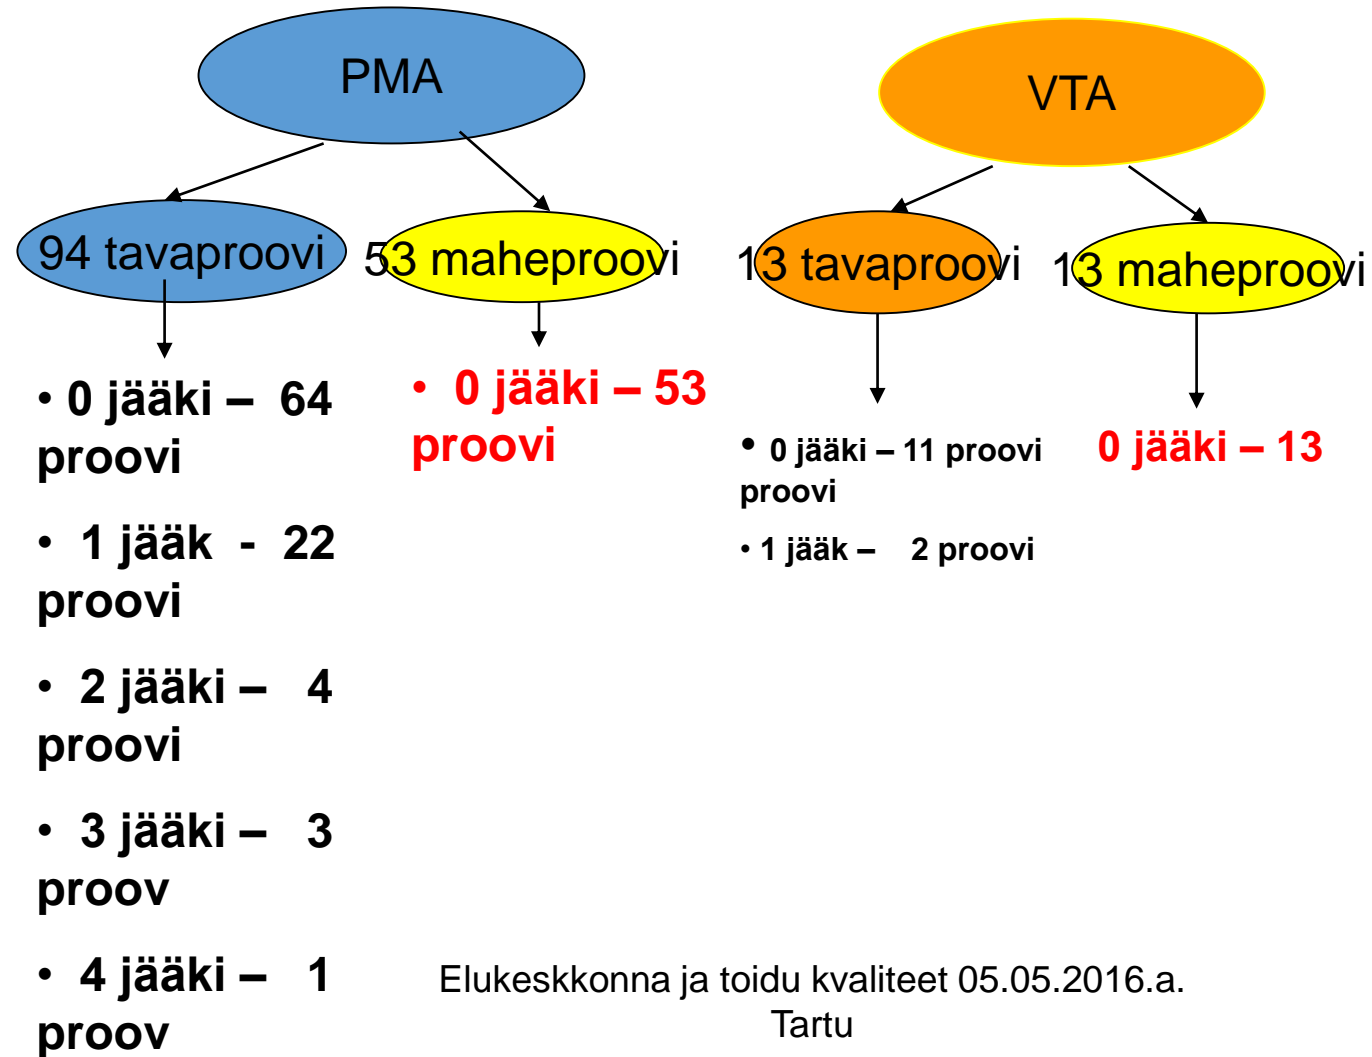 PMA
VTA
94 tavaproovi
53 maheproovi
13 tavaproovi
13 maheproovi
• 0 jääki – 64
proovi
• 1 jääk - 22
proovi
• 2 jääki – 4
proovi
• 3 jääki – 3
proov
• 4 jääki – 1
proov
• 0 jääki – 53
proovi
• 0 jääki – 11 proovi
proovi
• 1 jääk – 2 proovi
0 jääki – 13
Elukeskkonna ja toidu kvaliteet 05.05.2016.a.
Tartu